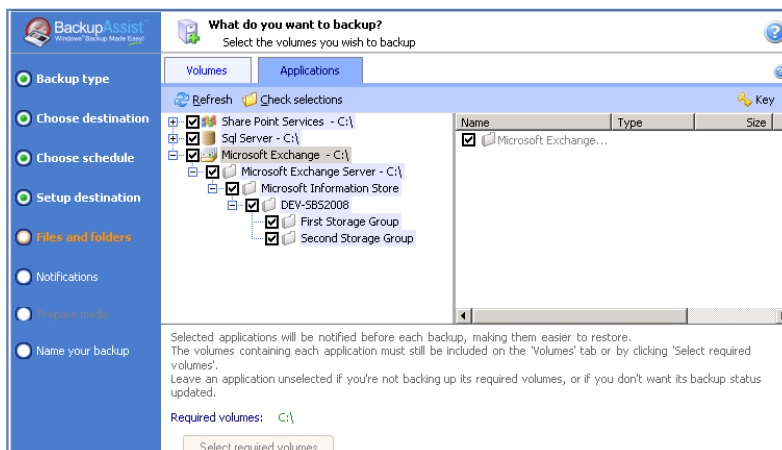 BackupAssist™
Windows® Backup Made Easy!
What do you want to backup?
Select the volumes you wish to backup
Backup type
Choose destination
Choose schedule
Setup destination
Files and folders
Notifications
Prepare media
Name your backup
Volumes
Applications
Refresh
Check selections
Key
Share Point Services - C:\
Sql Server - C:\
Microsoft Exchange - C:\
Microsoft Exchange Server - C:\
Microsoft Information Store
DEV-SBS2008
First Storage Group
Second Storage Group
Name Type Size
Microsoft Exchange...
Selected applications will be notified before each backup, making them easier to restore.
The volumes containing each application must still be included on the 'Volumes' tab or by clicking 'Select required
volumes'.
Leave an application unselected if you're not backing up its required volumes, or if you don't want its backup status
updated.
Required volumes: C:\
Select required volumes